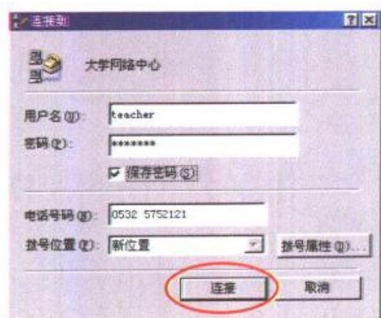 连接到
大学网络中心
用户名(U): teacher
密码(P): *******
保存密码(S)
电话号码(N): 0532 5752121
拨号位置(F): 新位置 拨号属性(D)...
连接 取消